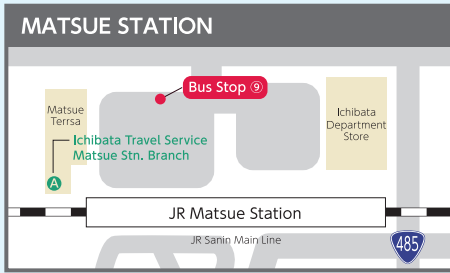 MATSUE STATION
Bus Stop ⑨
Matsue
Terrsa
Ichibata
Department
Store
Ichibata Travel Service
Matsue Stn. Branch
A
JR Matsue Station
JR Sanin Main Line
485